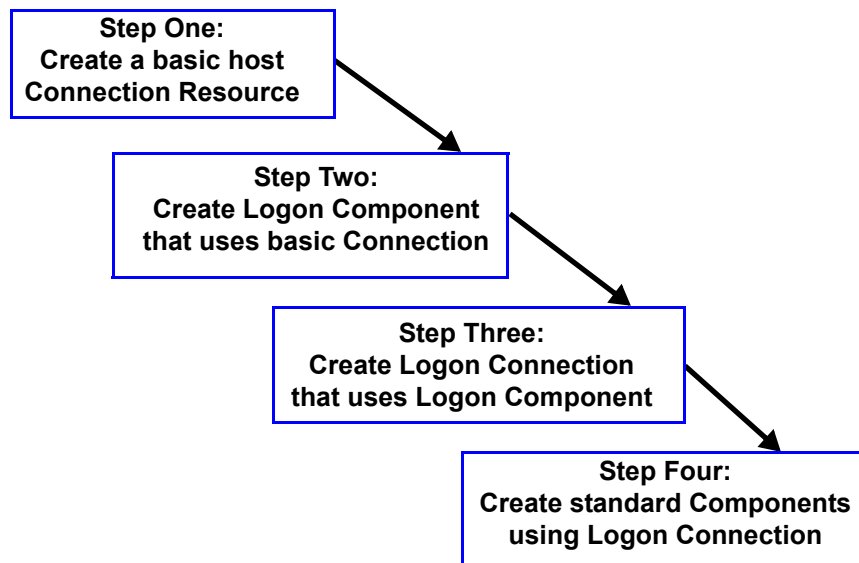 Step One:
Create a basic host
Connection Resource
Step Two:
Create Logon Component
that uses basic Connection
Step Three:
Create Logon Connection
that uses Logon Component
Step Four:
Create standard Components
using Logon Connection